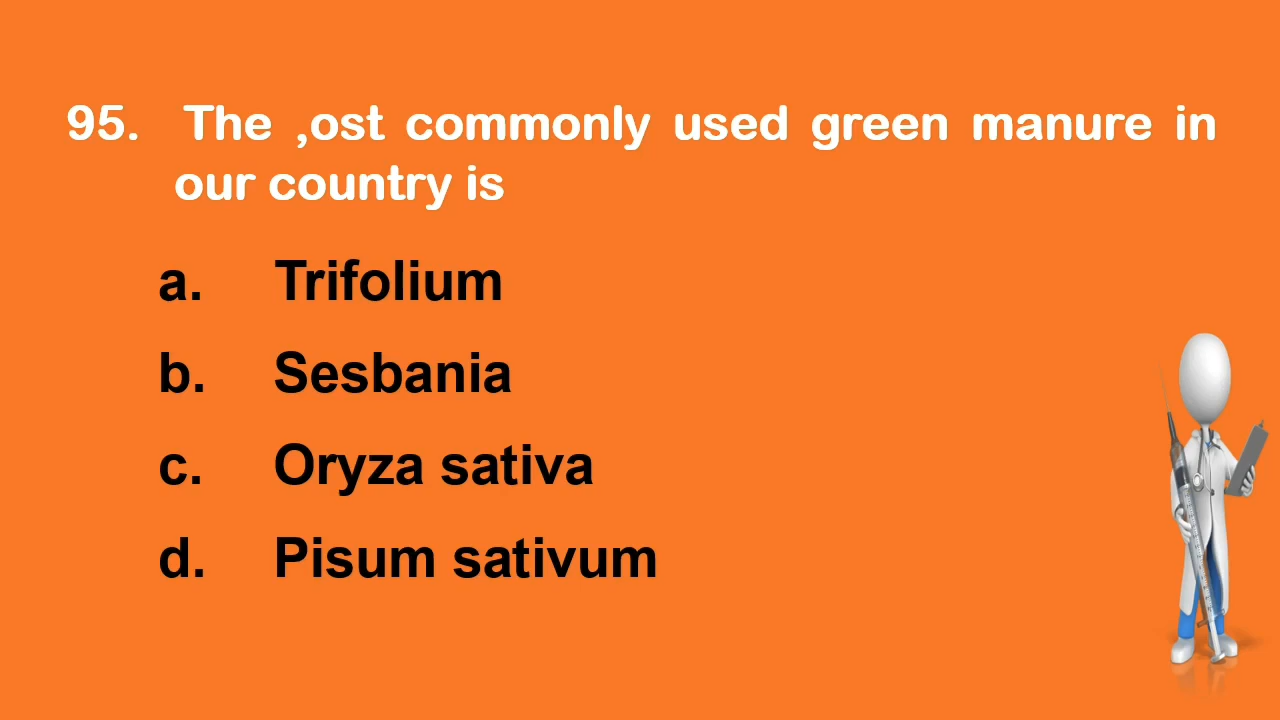 95. The ,ost commonly used green manure in
our country is
a. Trifolium
b. Sesbania
c. Oryza sativa
d. Pisum sativum